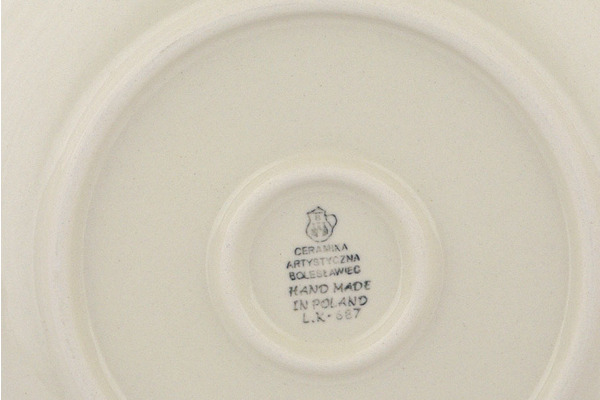 CERAMIKA
ARTYSTYCZNA
BOLESŁAWIEC
HAND MADE
IN POLAND
L.K-687